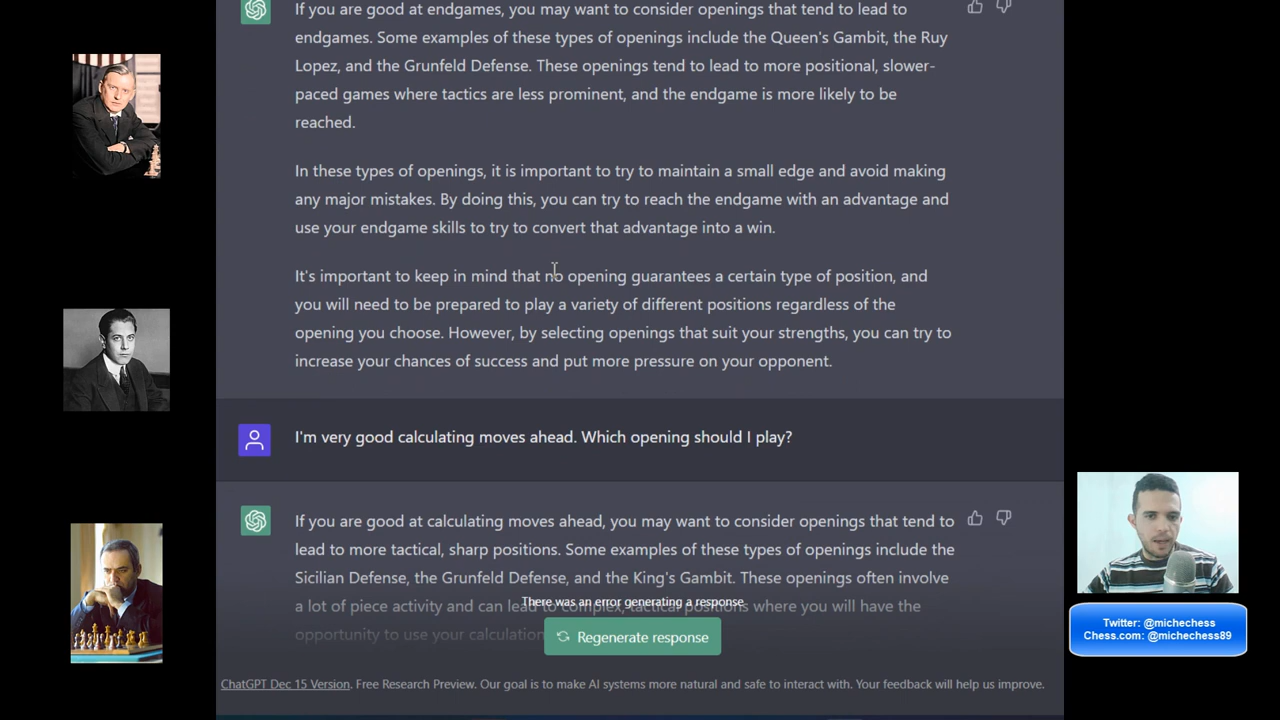 If you are good at endgames, you may want to consider openings that tend to lead to
endgames. Some examples of these types of openings include the Queen's Gambit, the Ruy
Lopez, and the Grunfeld Defense. These openings tend to lead to more positional, slower-
paced games where tactics are less prominent, and the endgame is more likely to be
reached.
In these types of openings, it is important to try to maintain a small edge and avoid making
any major mistakes. By doing this, you can try to reach the endgame with an advantage and
use your endgame skills to try to convert that advantage into a win.
It's important to keep in mind that no opening guarantees a certain type of position, and
you will need to be prepared to play a variety of different positions regardless of the
opening you choose. However, by selecting openings that suit your strengths, you can try to
increase your chances of success and put more pressure on your opponent.
I'm very good calculating moves ahead. Which opening should I play?
If you are good at calculating moves ahead, you may want to consider openings that tend to
lead to more tactical, sharp positions. Some examples of these types of openings include the
Sicilian Defense, the Grunfeld Defense, and the King's Gambit. These openings often involve
a lot of piece activity and can lead to complex, tactical positions where you will have the
There was an error generating a response
opportunity to use your calculation
Regenerate response
ChatGPT Dec 15 Version. Free Research Preview. Our goal is to make AI systems more natural and safe to interact with. Your feedback will help us improve.
Twitter: @michechess
Chess.com: @michechess89